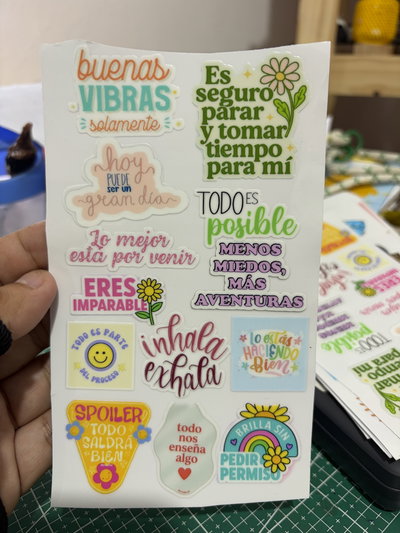 buenas
VIBRAS
solamente
Es
seguro
parar
y tomar
tiempo
para mí
hoy
PUEDE
ser un
gran día
TODO ES
posible
Lo mejor
está por venir
MENOS
MIEDOS,
MÁS
AVENTURAS
ERES
IMPARABLE
TODO ES PARTE
DEL PROCESO
inhala
exhala
lo estás
HACIENDO
Bien
SPOILER
TODO
SALDRÁ
BIEN
todo
nos
enseña
algo
BRILLA SIN
PEDIR
PERMISO